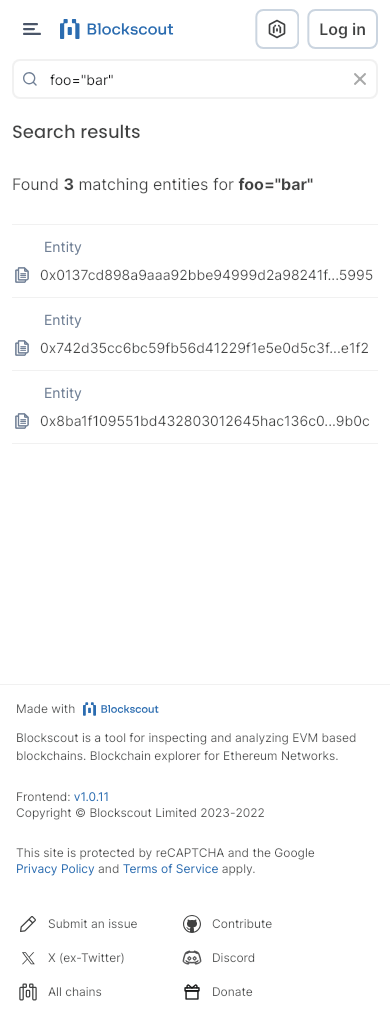 Blockscout
Log in
foo="bar"
Search results
Found 3 matching entities for foo="bar"
Entity
0x0137cd898a9aaa92bbe94999d2a98241f...5995
Entity
0x742d35cc6bc59fb56d41229f1e5e0d5c3f...e1f2
Entity
0x8ba1f109551bd432803012645hac136c0...9b0c
Made with Blockscout
Blockscout is a tool for inspecting and analyzing EVM based
blockchains. Blockchain explorer for Ethereum Networks.
Frontend: v1.0.11
Copyright © Blockscout Limited 2023-2022
This site is protected by reCAPTCHA and the Google
Privacy Policy and Terms of Service apply.
Submit an issue
Contribute
X (ex-Twitter)
Discord
All chains
Donate